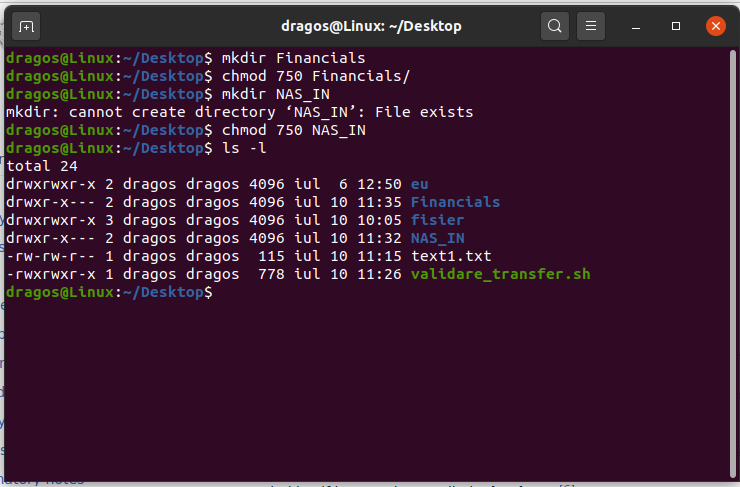 dragos@Linux: ~/Desktop
dragos@Linux:~/Desktop$ mkdir Financials
dragos@Linux:~/Desktop$ chmod 750 Financials/
dragos@Linux:~/Desktop$ mkdir NAS_IN
mkdir: cannot create directory ‘NAS_IN’: File exists
dragos@Linux:~/Desktop$ chmod 750 NAS_IN
dragos@Linux:~/Desktop$ ls -l
total 24
drwxrwxr-x 2 dragos dragos 4096 iul  6 12:50 eu
drwxr-x--- 2 dragos dragos 4096 iul 10 11:35 Financials
drwxrwxr-x 3 dragos dragos 4096 iul 10 10:05 fisier
drwxr-x--- 2 dragos dragos 4096 iul 10 11:32 NAS_IN
-rw-rw-r-- 1 dragos dragos  115 iul 10 11:15 text1.txt
-rwxrwxr-x 1 dragos dragos  778 iul 10 11:26 validare_transfer.sh
dragos@Linux:~/Desktop$